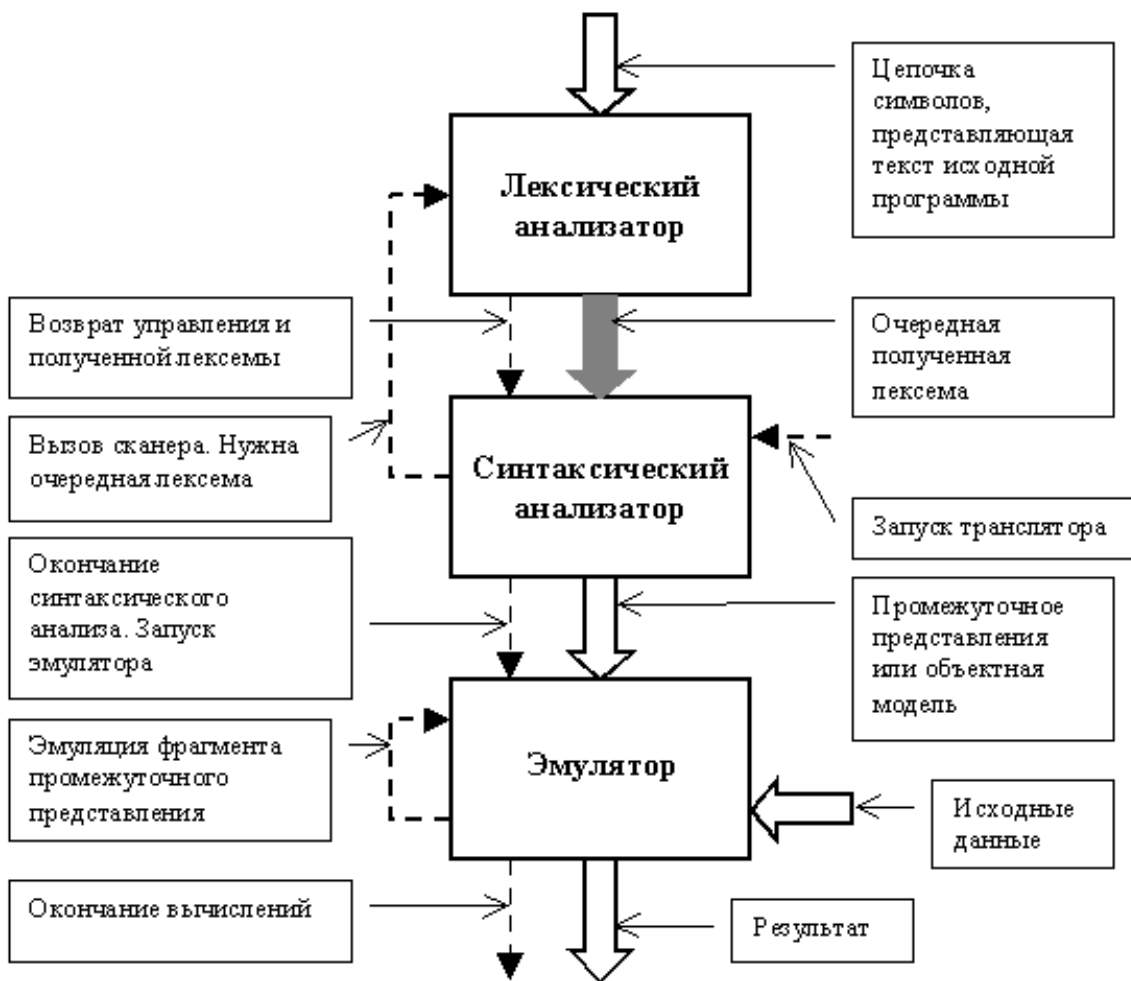 Цепочка
символов,
представляющая
текст исходной
программы
Лексический
анализатор
Возврат управления и
полученной лексемы
Очередная
полученная
лексема
Вызов сканера. Нужна
очередная лексема
Синтаксический
анализатор
Запуск транслятора
Окончание
синтаксического
анализа. Запуск
эмулятора
Промежуточное
представления
или объектная
модель
Эмуляция фрагмента
промежуточного
представления
Эмулятор
Исходные
данные
Окончание вычислений
Результат